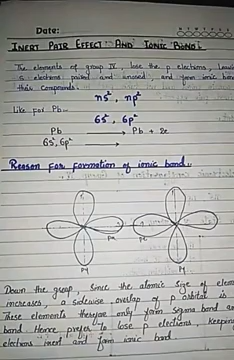 Date:
M T W T F S S
INERT PAIR EFFECT AND IONIC BOND:
The elements of group IV lose the p electrons, leaving
s electrons paired and unused and form ionic bond
their compounds.
ns², np²
like for Pb
6s², 6p²
Pb → Pb + 2e
6s², 6p² →
Reason for formation of ionic bond.
Px Px
Py Py
Down the group, Since the atomic size of elem
increases, a sidewise overlap of p orbital is
These elements therefore only form segma bond and
bond. Hence prefer to lose p electrons, keeping
electrons inert and form ionic bond